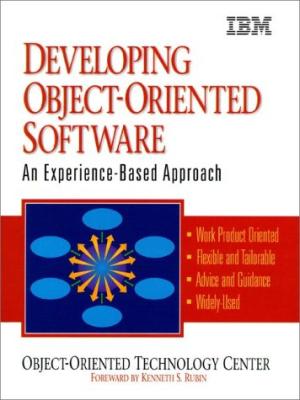 IBM
DEVELOPING
OBJECT-ORIENTED
SOFTWARE
An Experience-Based Approach
▪ Work Product Oriented
▪ Flexible and Tailorable
▪ Advice and Guidance
▪ Widely-Used
OBJECT-ORIENTED TECHNOLOGY CENTER
FOREWORD BY KENNETH S. RUBIN